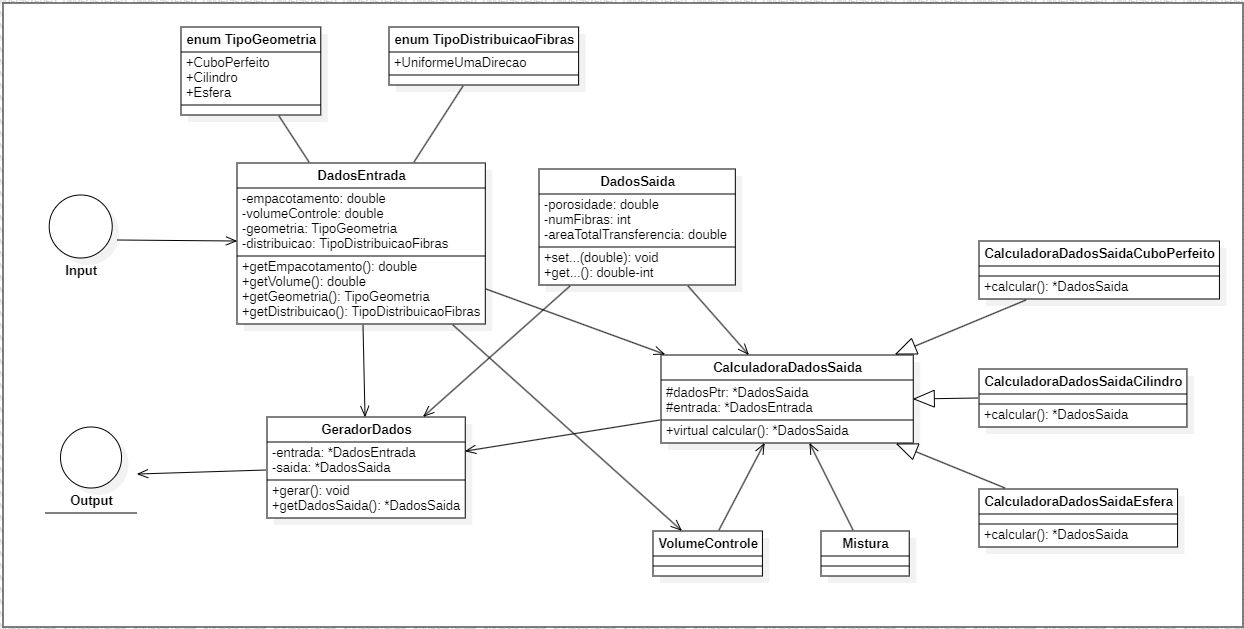 enum TipoGeometria
+CuboPerfeito
+Cilindro
+Esfera
enum TipoDistribuicaoFibras
+UniformeUmaDirecao
Input
DadosEntrada
-empacotamento: double
-volumeControle: double
-geometria: TipoGeometria
-distribuicao: TipoDistribuicaoFibras
+getEmpacotamento(): double
+getVolume(): double
+getGeometria(): TipoGeometria
+getDistribuicao(): TipoDistribuicaoFibras
DadosSaida
-porosidade: double
-numFibras: int
-areaTotalTransferencia: double
+set...(double): void
+get...(): double-int
CalculadoraDadosSaidaCuboPerfeito
+calcular(): *DadosSaida
CalculadoraDadosSaida
#dadosPtr: *DadosSaida
#entrada: *DadosEntrada
+virtual calcular(): *DadosSaida
CalculadoraDadosSaidaCilindro
+calcular(): *DadosSaida
Output
GeradorDados
-entrada: *DadosEntrada
-saida: *DadosSaida
+gerar(): void
+getDadosSaida(): *DadosSaida
CalculadoraDadosSaidaEsfera
+calcular(): *DadosSaida
VolumeControle
Mistura